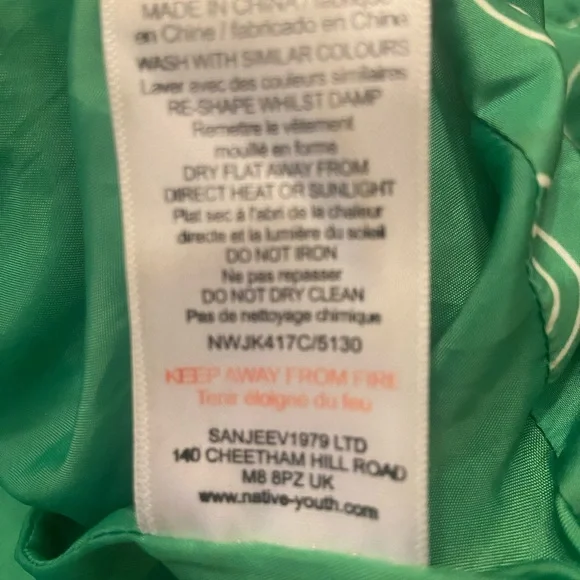 MADE IN CHINA / fabriqué
en Chine / fabricado en China
WASH WITH SIMILAR COLOURS
Laver avec des couleurs similaires
RE-SHAPE WHILST DAMP
Remettre le vêtement
mouillé en forme
DRY FLAT AWAY FROM
DIRECT HEAT OR SUNLIGHT
Plat sec à l'abri de la chaleur
directe et la lumière du soleil
DO NOT IRON
Ne pas repasser
DO NOT DRY CLEAN
Pas de nettoyage chimique
NWJK417C/5130
KEEP AWAY FROM FIRE
Tenir éloigné du feu
SANJEEV1979 LTD
140 CHEETHAM HILL ROAD
M8 8PZ UK
www.native-youth.com